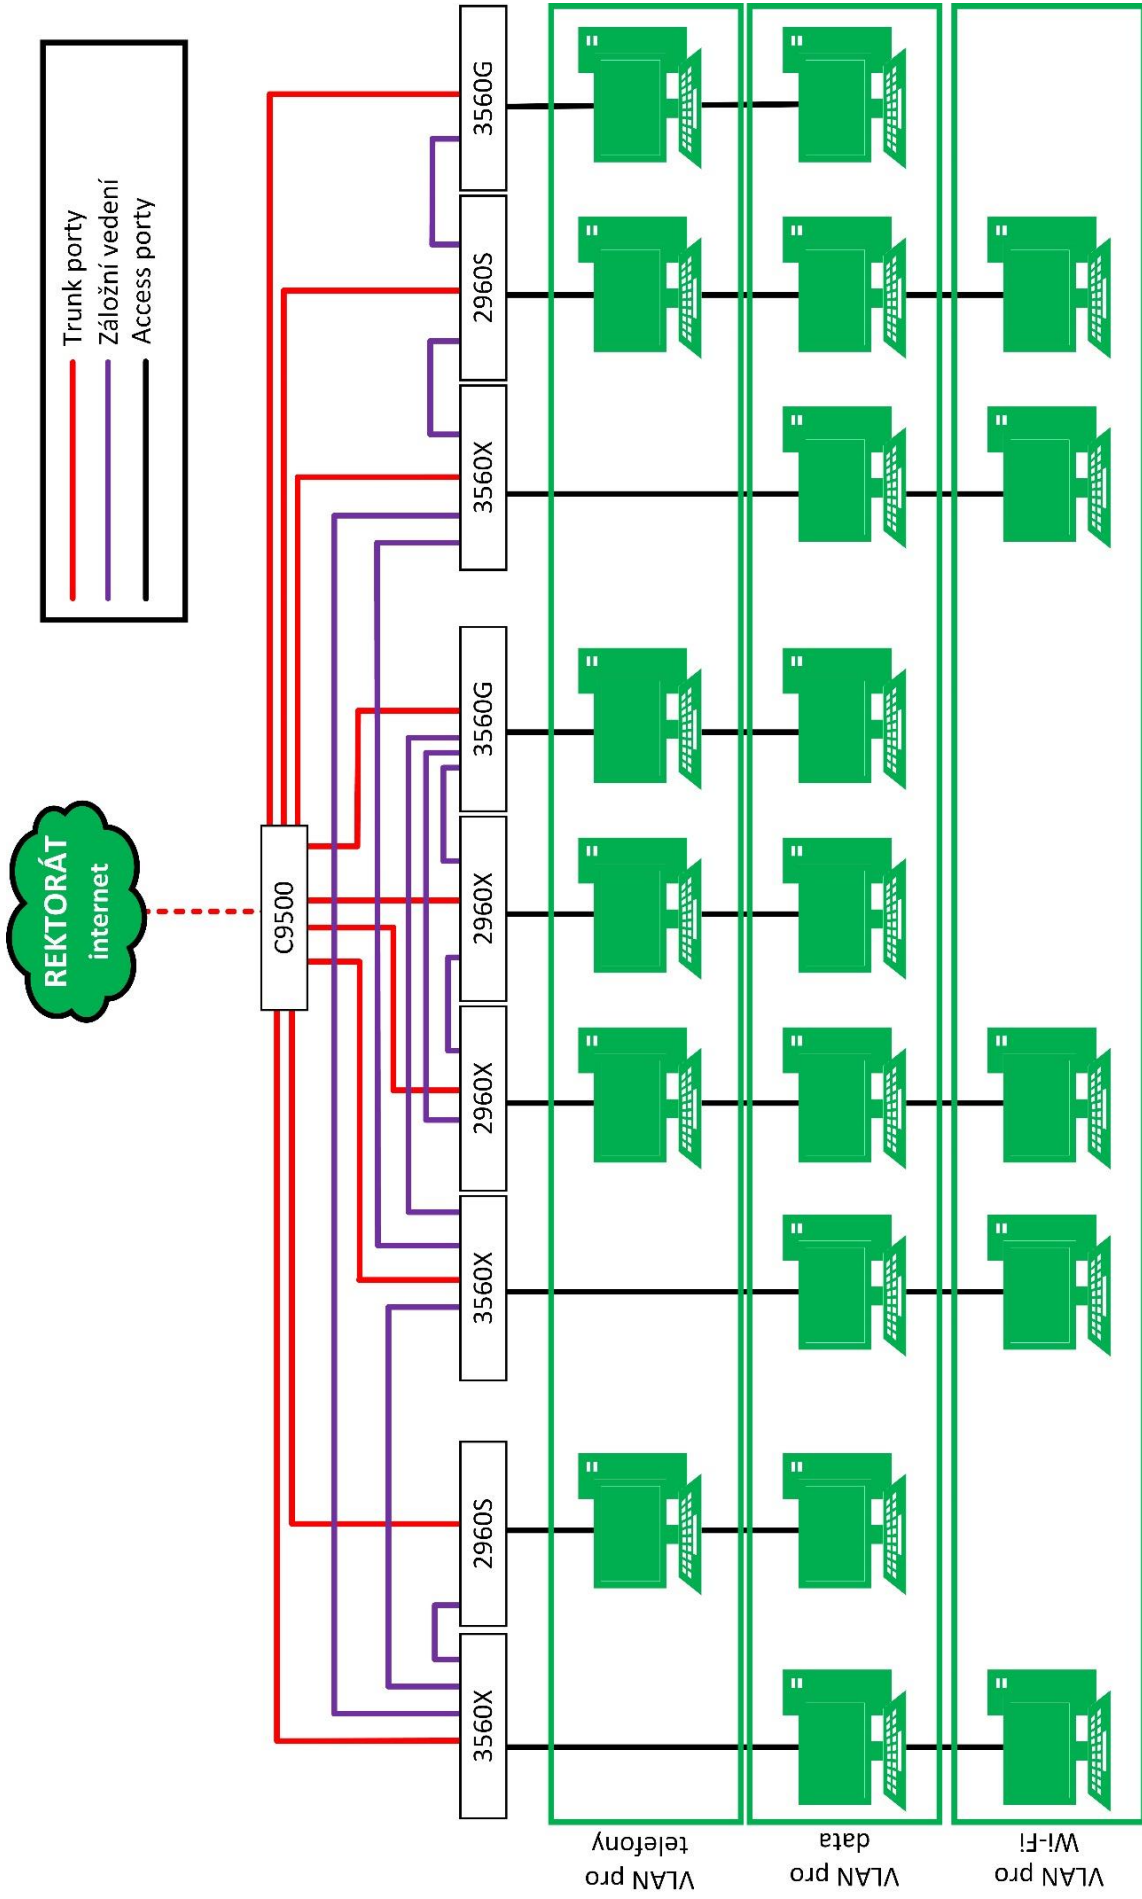 REKTORÁT
internet
Trunk porty
Záložní vedení
Access porty
C9500
3560X
2960S
3560X
2960X
2960X
3560G
3560X
2960S
3560G
VLAN pro
telefony
VLAN pro
data
VLAN pro
Wi-Fi